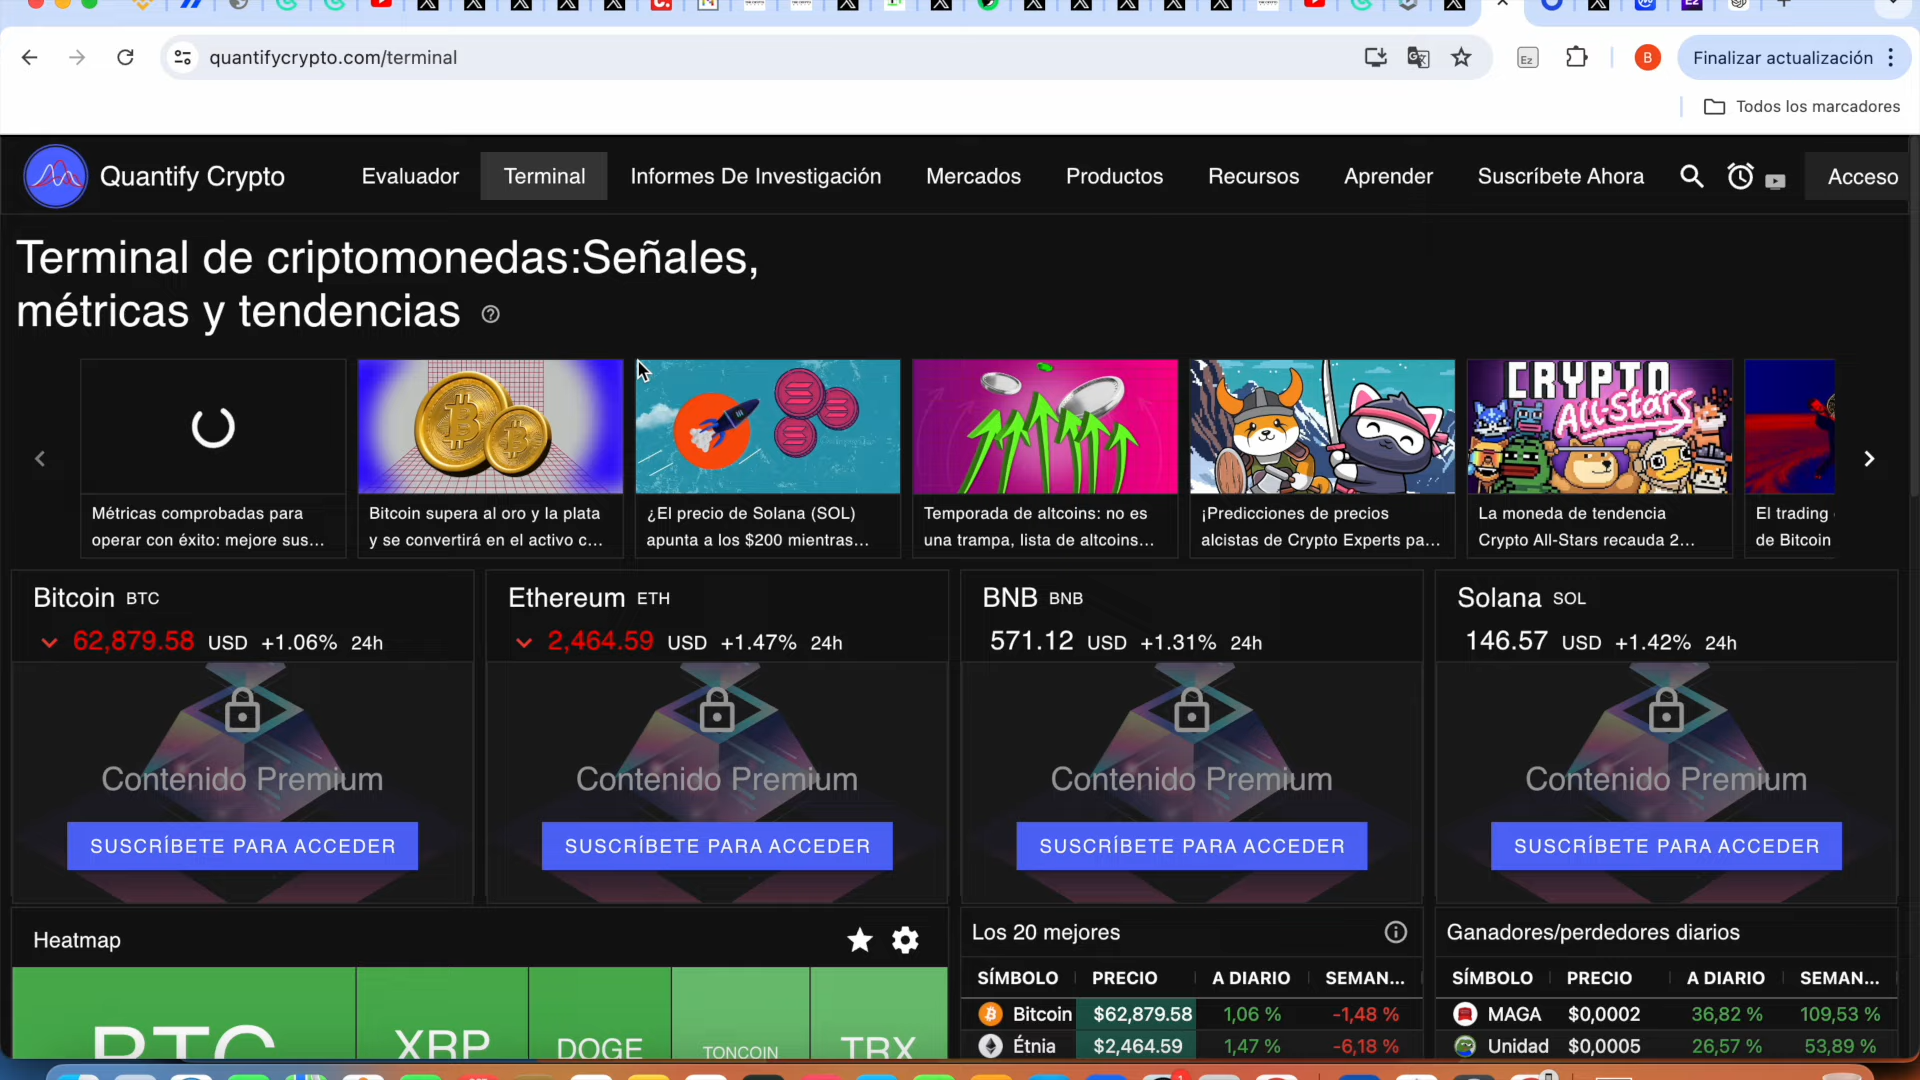 quantifycrypto.com/terminal
Ez
B
Finalizar actualización
Todos los marcadores
Quantify Crypto
Evaluador
Terminal
Informes De Investigación
Mercados
Productos
Recursos
Aprender
Suscríbete Ahora
Acceso
Terminal de criptomonedas:Señales,
métricas y tendencias
CRYPTO
All-Stars
Métricas comprobadas para
operar con éxito: mejore sus...
Bitcoin supera al oro y la plata
y se convertirá en el activo c...
¿El precio de Solana (SOL)
apunta a los $200 mientras...
Temporada de altcoins: no es
una trampa, lista de altcoins...
¡Predicciones de precios
alcistas de Crypto Experts pa...
La moneda de tendencia
Crypto All-Stars recauda 2...
El trading
de Bitcoin
Bitcoin BTC
62,879.58 USD +1.06% 24h
Contenido Premium
SUSCRÍBETE PARA ACCEDER
Ethereum ETH
2,464.59 USD +1.47% 24h
Contenido Premium
SUSCRÍBETE PARA ACCEDER
BNB BNB
571.12 USD +1.31% 24h
Contenido Premium
SUSCRÍBETE PARA ACCEDER
Solana SOL
146.57 USD +1.42% 24h
Contenido Premium
SUSCRÍBETE PARA ACCEDER
Heatmap
BTC
XRP
DOGE
TONCOIN
TRX
Los 20 mejores
SÍMBOLO PRECIO A DIARIO SEMAN...
Bitcoin $62,879.58 1,06 % -1,48 %
Étnia $2,464.59 1,47 % -6,18 %
Ganadores/perdedores diarios
SÍMBOLO PRECIO A DIARIO SEMAN...
MAGA $0,0002 36,82 % 109,53 %
Unidad $0,0005 26,57 % 53,89 %